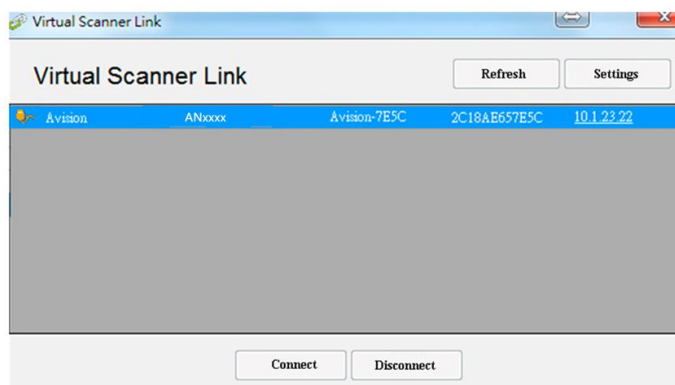 Virtual Scanner Link
Virtual Scanner Link Refresh Settings
Avision ANxxxx Avision-7E5C 2C18AE657E5C 10.1.23.22
Connect Disconnect